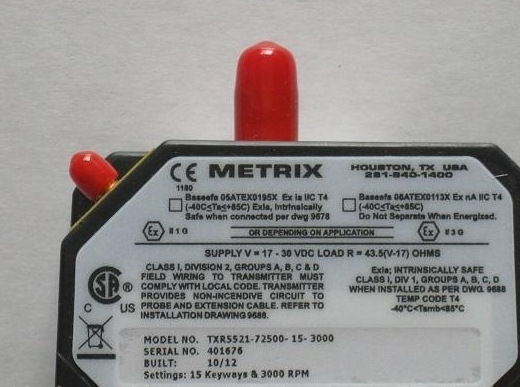 CE METRIX HOUSTON, TX USA
1180 281-940-1400
Baseefa 05ATEX0195X Ex ia IIC T4
(-40C≤Ta≤+85C) Exia, Intrinsically
Safe when connected per dwg 9678
Baseefa 06ATEX0113X Ex nA IIC T4
(-40C≤Ta≤+85C)
Do Not Separate When Energized.
Ex II 1 G OR DEPENDING ON APPLICATION Ex II 3 G
SUPPLY V = 17 - 30 VDC LOAD R = 43.5(V-17) OHMS
CLASS I, DIVISION 2, GROUPS A, B, C & D
FIELD WIRING TO TRANSMITTER MUST
COMPLY WITH LOCAL CODE. TRANSMITTER
PROVIDES NON-INCENDIVE CIRCUIT TO
PROBE AND EXTENSION CABLE. REFER TO
INSTALLATION DRAWING 9688.
Exia; INTRINSICALLY SAFE
CLASS I, DIV 1, GROUPS A, B, C, D
WHEN INSTALLED AS PER DWG. 9688
TEMP CODE T4
-40°C<Tamb<85°C
SA ®
C US
MODEL NO. TXR5521-72500-15-3000
SERIAL NO. 401676
BUILT: 10/12
Settings: 15 Keyways & 3000 RPM